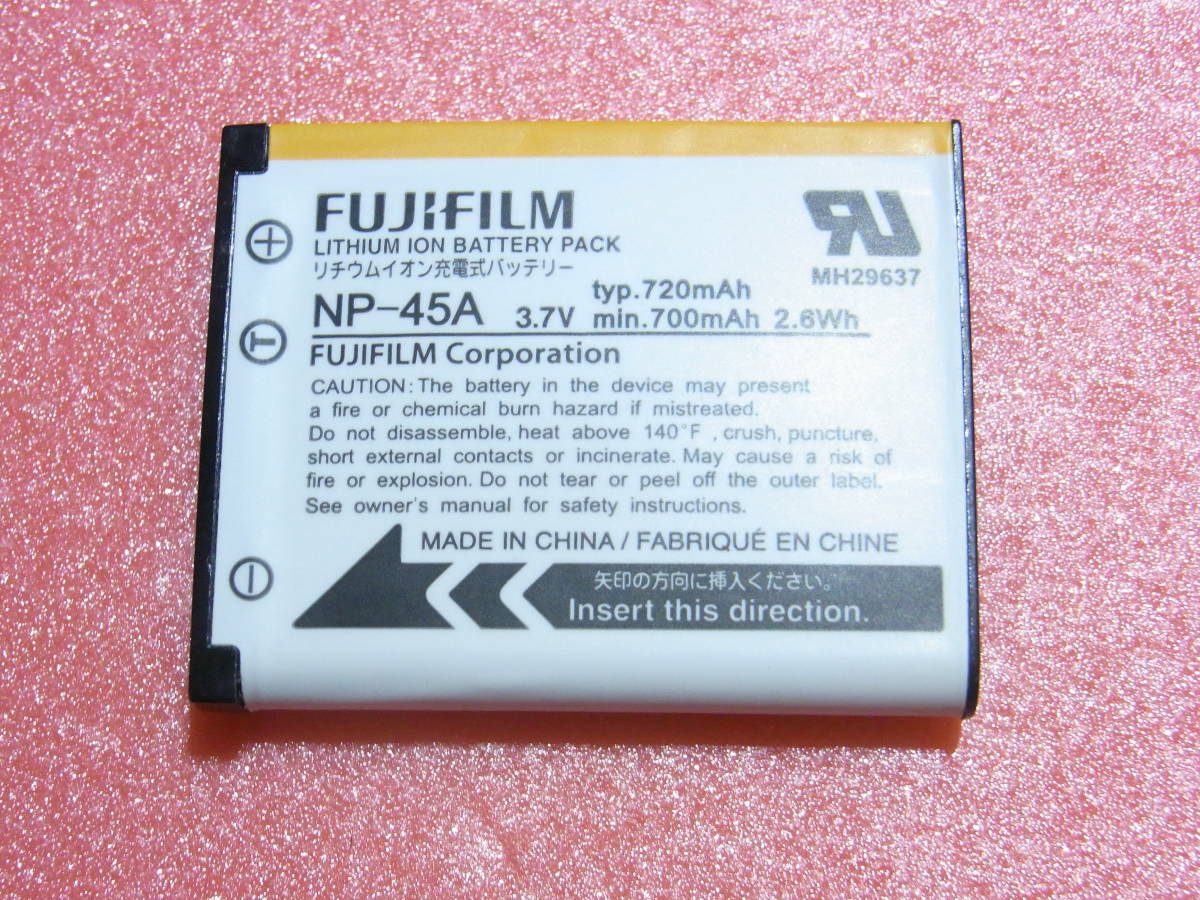 FUJIFILM
LITHIUM ION BATTERY PACK
リチウムイオン充電式バッテリー
NP-45A 3.7V typ.720mAh min.700mAh 2.6Wh
RU
MH29637
FUJIFILM Corporation
CAUTION: The battery in the device may present
a fire or chemical burn hazard if mistreated.
Do not disassemble, heat above 140°F , crush, puncture,
short external contacts or incinerate. May cause a risk of
fire or explosion. Do not tear or peel off the outer label.
See owner's manual for safety instructions.
MADE IN CHINA / FABRIQUÉ EN CHINE
矢印の方向に挿入ください。
Insert this direction.
+
T
−